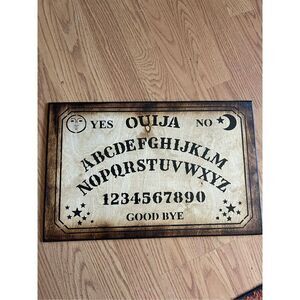 YES OUIJA NO
ABCDEFGHIJKLM
NOPQRSTUVWXYZ
1234567890
GOOD BYE